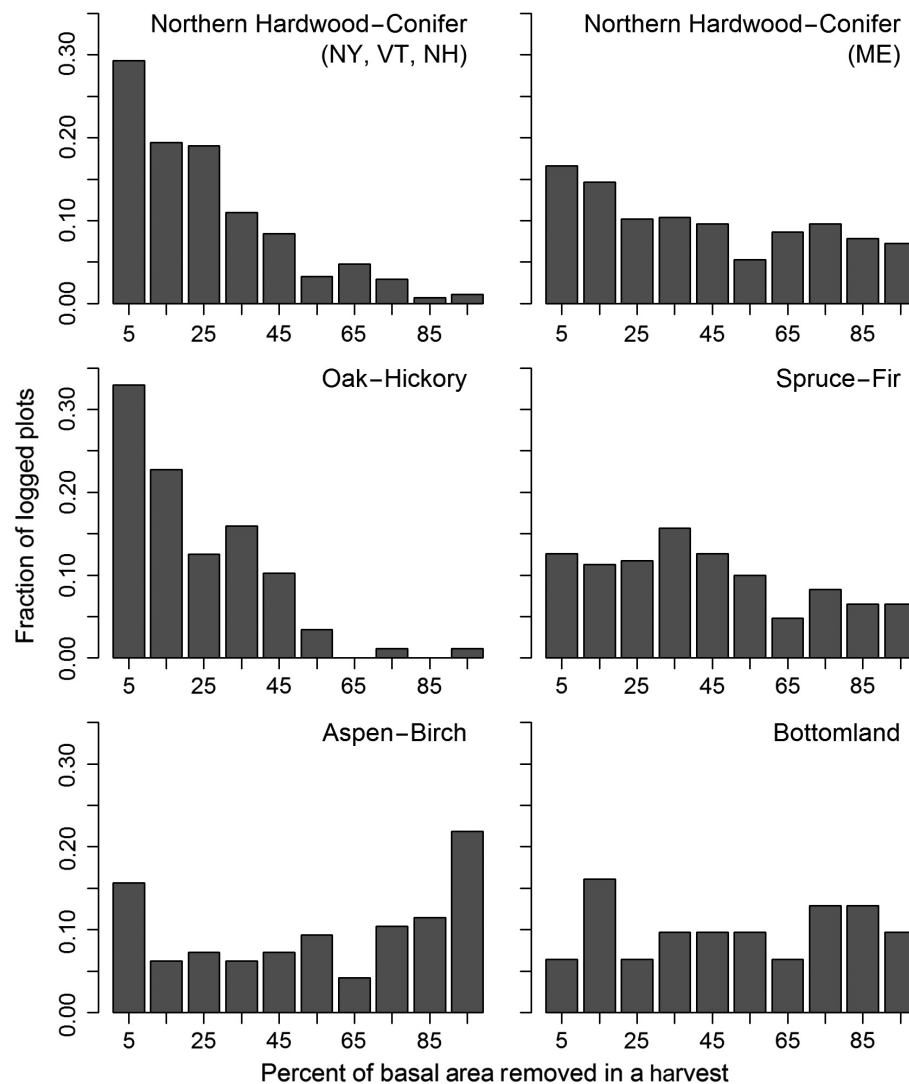 Northern Hardwood−Conifer
(NY, VT, NH)
0.00 0.10 0.20 0.30
5 25 45 65 85
Northern Hardwood−Conifer
(ME)
5 25 45 65 85
Oak−Hickory
0.00 0.10 0.20 0.30
5 25 45 65 85
Spruce−Fir
5 25 45 65 85
Aspen−Birch
0.00 0.10 0.20 0.30
5 25 45 65 85
Bottomland
5 25 45 65 85
Fraction of logged plots
Percent of basal area removed in a harvest